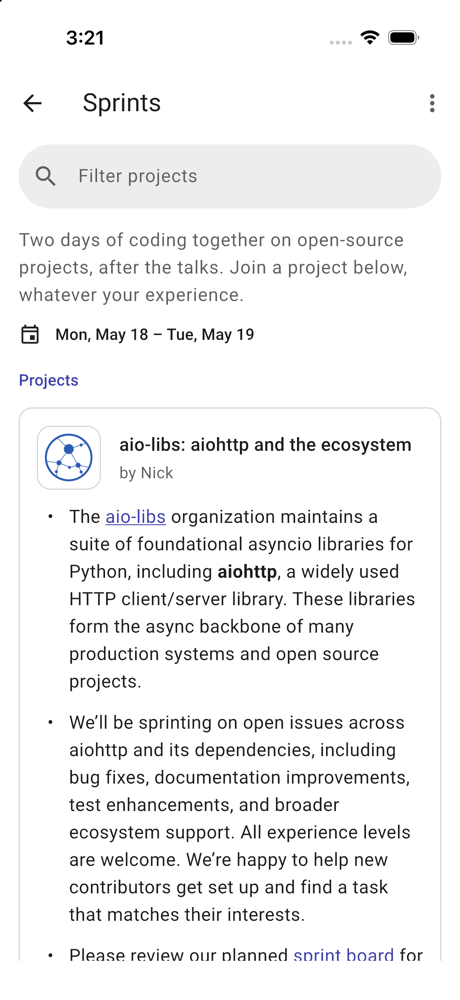 3:21
Sprints
Filter projects
Two days of coding together on open-source
projects, after the talks. Join a project below,
whatever your experience.
Mon, May 18 – Tue, May 19
Projects
aio-libs: aiohttp and the ecosystem
by Nick
• The aio-libs organization maintains a
suite of foundational asyncio libraries for
Python, including aiohttp, a widely used
HTTP client/server library. These libraries
form the async backbone of many
production systems and open source
projects.
• We’ll be sprinting on open issues across
aiohttp and its dependencies, including
bug fixes, documentation improvements,
test enhancements, and broader
ecosystem support. All experience levels
are welcome. We’re happy to help new
contributors get set up and find a task
that matches their interests.
• Please review our planned sprint board for